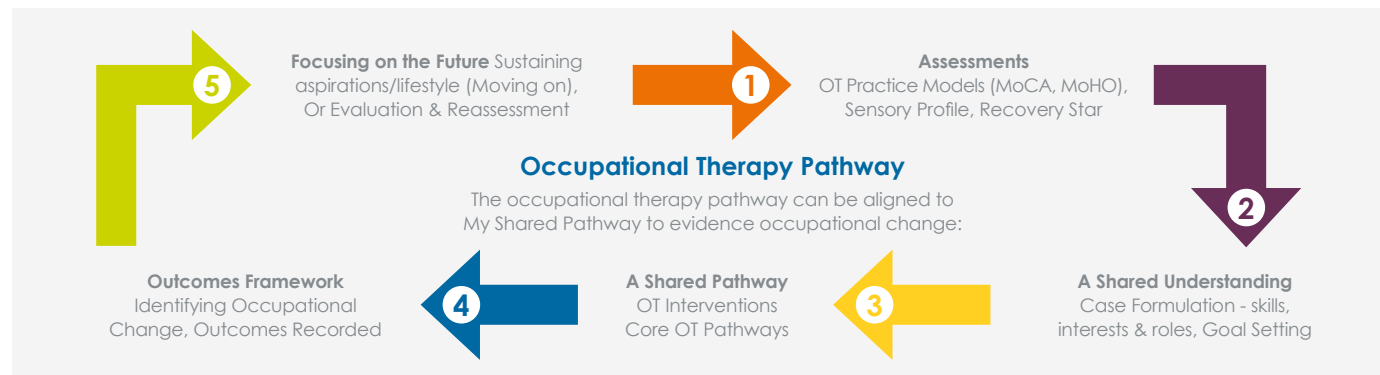 5
Focusing on the Future Sustaining
aspirations/lifestyle (Moving on),
Or Evaluation & Reassessment
1
Assessments
OT Practice Models (MoCA, MoHO),
Sensory Profile, Recovery Star
Occupational Therapy Pathway
The occupational therapy pathway can be aligned to
My Shared Pathway to evidence occupational change:
2
Outcomes Framework
Identifying Occupational
Change, Outcomes Recorded
4
A Shared Pathway
OT Interventions
Core OT Pathways
3
A Shared Understanding
Case Formulation - skills,
interests & roles, Goal Setting